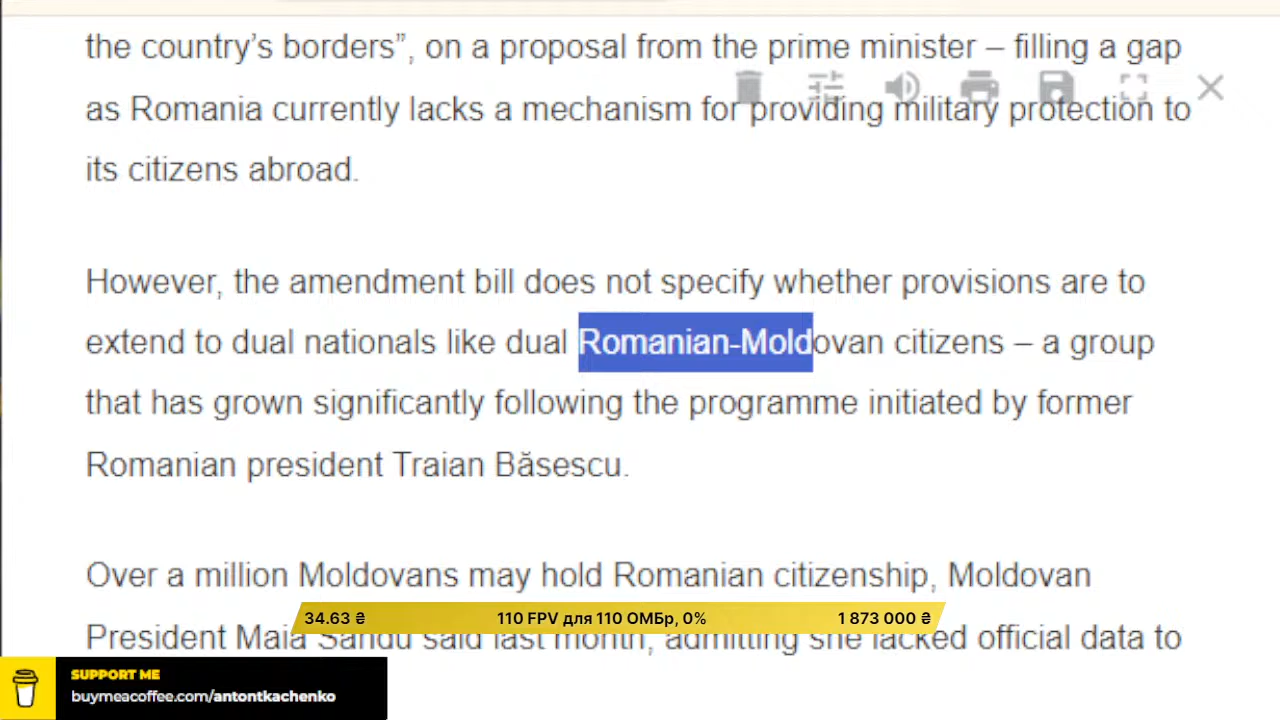 the country’s borders”, on a proposal from the prime minister – filling a gap
as Romania currently lacks a mechanism for providing military protection to
its citizens abroad.
However, the amendment bill does not specify whether provisions are to
extend to dual nationals like dual Romanian-Moldovan citizens – a group
that has grown significantly following the programme initiated by former
Romanian president Traian Băsescu.
Over a million Moldovans may hold Romanian citizenship, Moldovan
34.63 ₴ 110 FPV для 110 ОМБр, 0% 1 873 000 ₴
President Maia Sandu said last month, admitting she lacked official data to
SUPPORT ME
buymeacoffee.com/antontkachenko